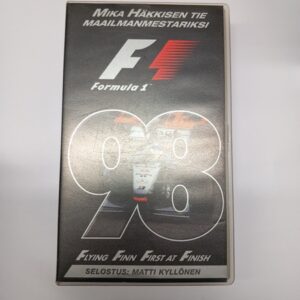 MIKA HÄKKISEN TIE
MAAILMANMESTARIKSI
F1
Formula 1
98
FLYING FINN FIRST AT FINISH
SELOSTUS: MATTI KYLLÖNEN